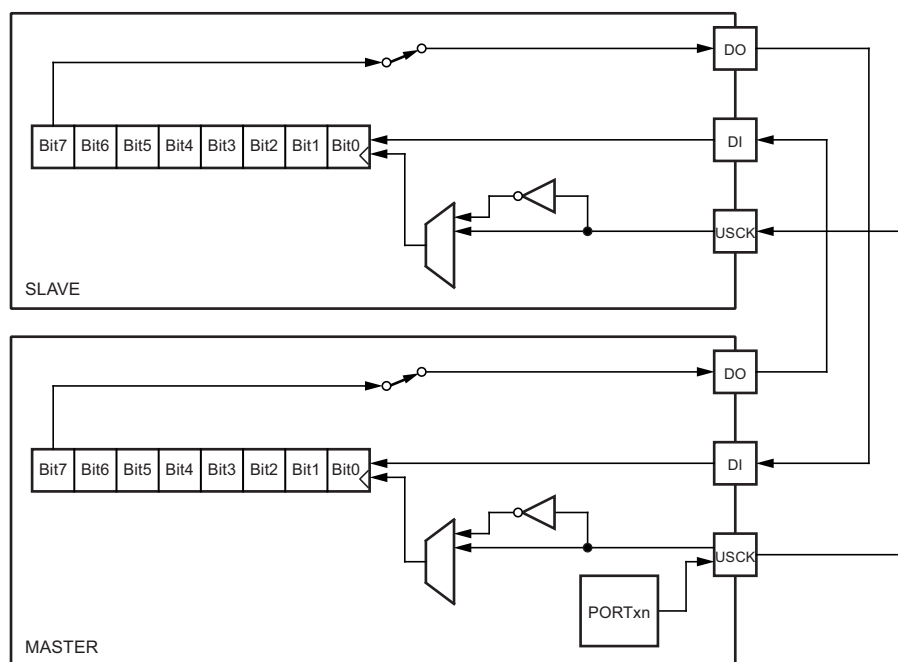 DO
Bit7 Bit6 Bit5 Bit4 Bit3 Bit2 Bit1 Bit0
DI
USCK
SLAVE
DO
Bit7 Bit6 Bit5 Bit4 Bit3 Bit2 Bit1 Bit0
DI
USCK
PORTxn
MASTER